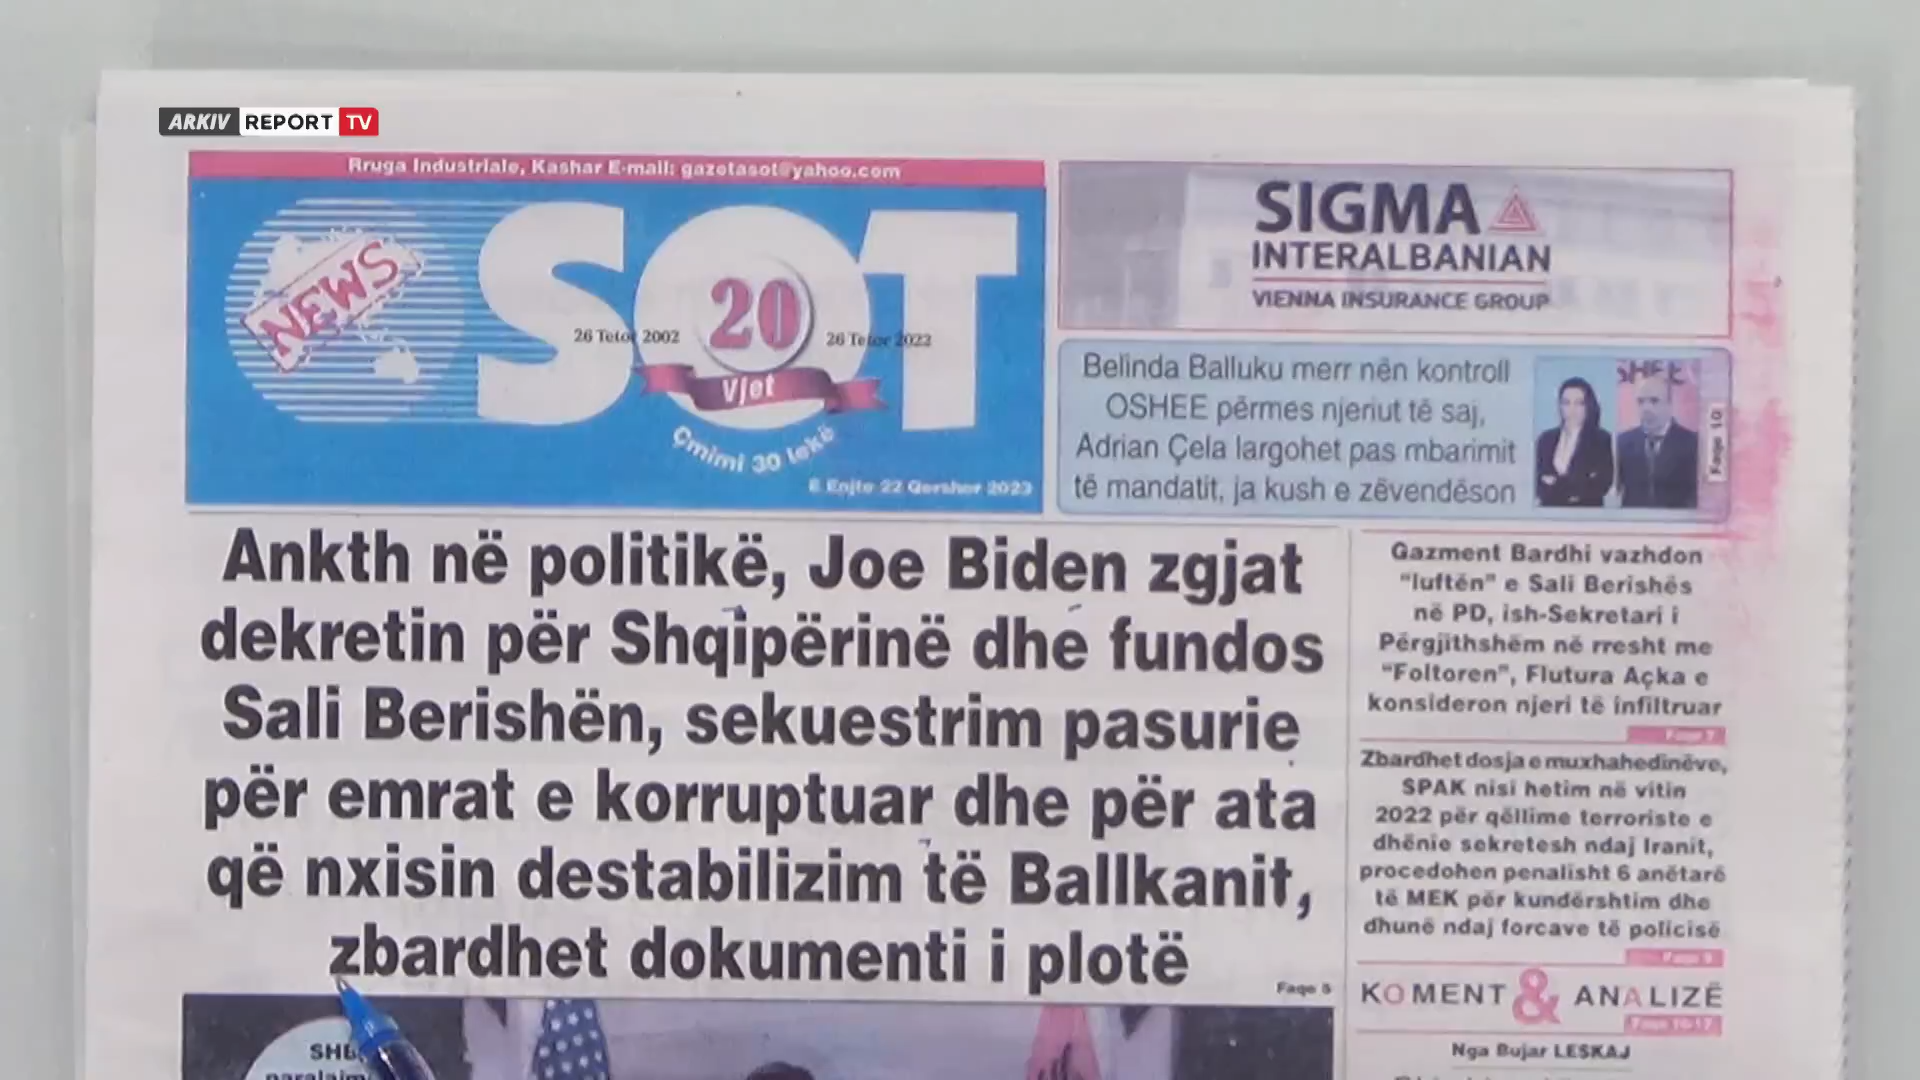 ARKIV REPORT TV
Rruga Industriale, Kashar E-mail: gazetasot@yahoo.com
NEWS
SOT
20
26 Tetor 2002
26 Tetor 2022
Vjet
Çmimi 30 lekë
E Enjte 22 Qershor 2023
SIGMA
INTERALBANIAN
VIENNA INSURANCE GROUP
Belinda Balluku merr nën kontroll
OSHEE përmes njeriut të saj,
Adrian Çela largohet pas mbarimit
të mandatit, ja kush e zëvendëson
SHEE
Faqe 10
Ankth në politikë, Joe Biden zgjat
dekretin për Shqipërinë dhe fundos
Sali Berishën, sekuestrim pasurie
për emrat e korruptuar dhe për ata
që nxisin destabilizim të Ballkanit,
zbardhet dokumenti i plotë
Faqe 5
Gazment Bardhi vazhdon
"luftën" e Sali Berishës
në PD, ish-Sekretari i
Përgjithshëm në rresht me
"Foltoren", Flutura Açka e
konsideron njeri të infiltruar
Faqe 7
Zbardhet dosja e muxhahedinëve,
SPAK nisi hetim në vitin
2022 për qëllime terroriste e
dhënie sekretesh ndaj Iranit,
procedohen penalisht 6 anëtarë
të MEK për kundërshtim dhe
dhunë ndaj forcave të policisë
KOMENT & ANALIZË
Nga Bujar LESKAJ